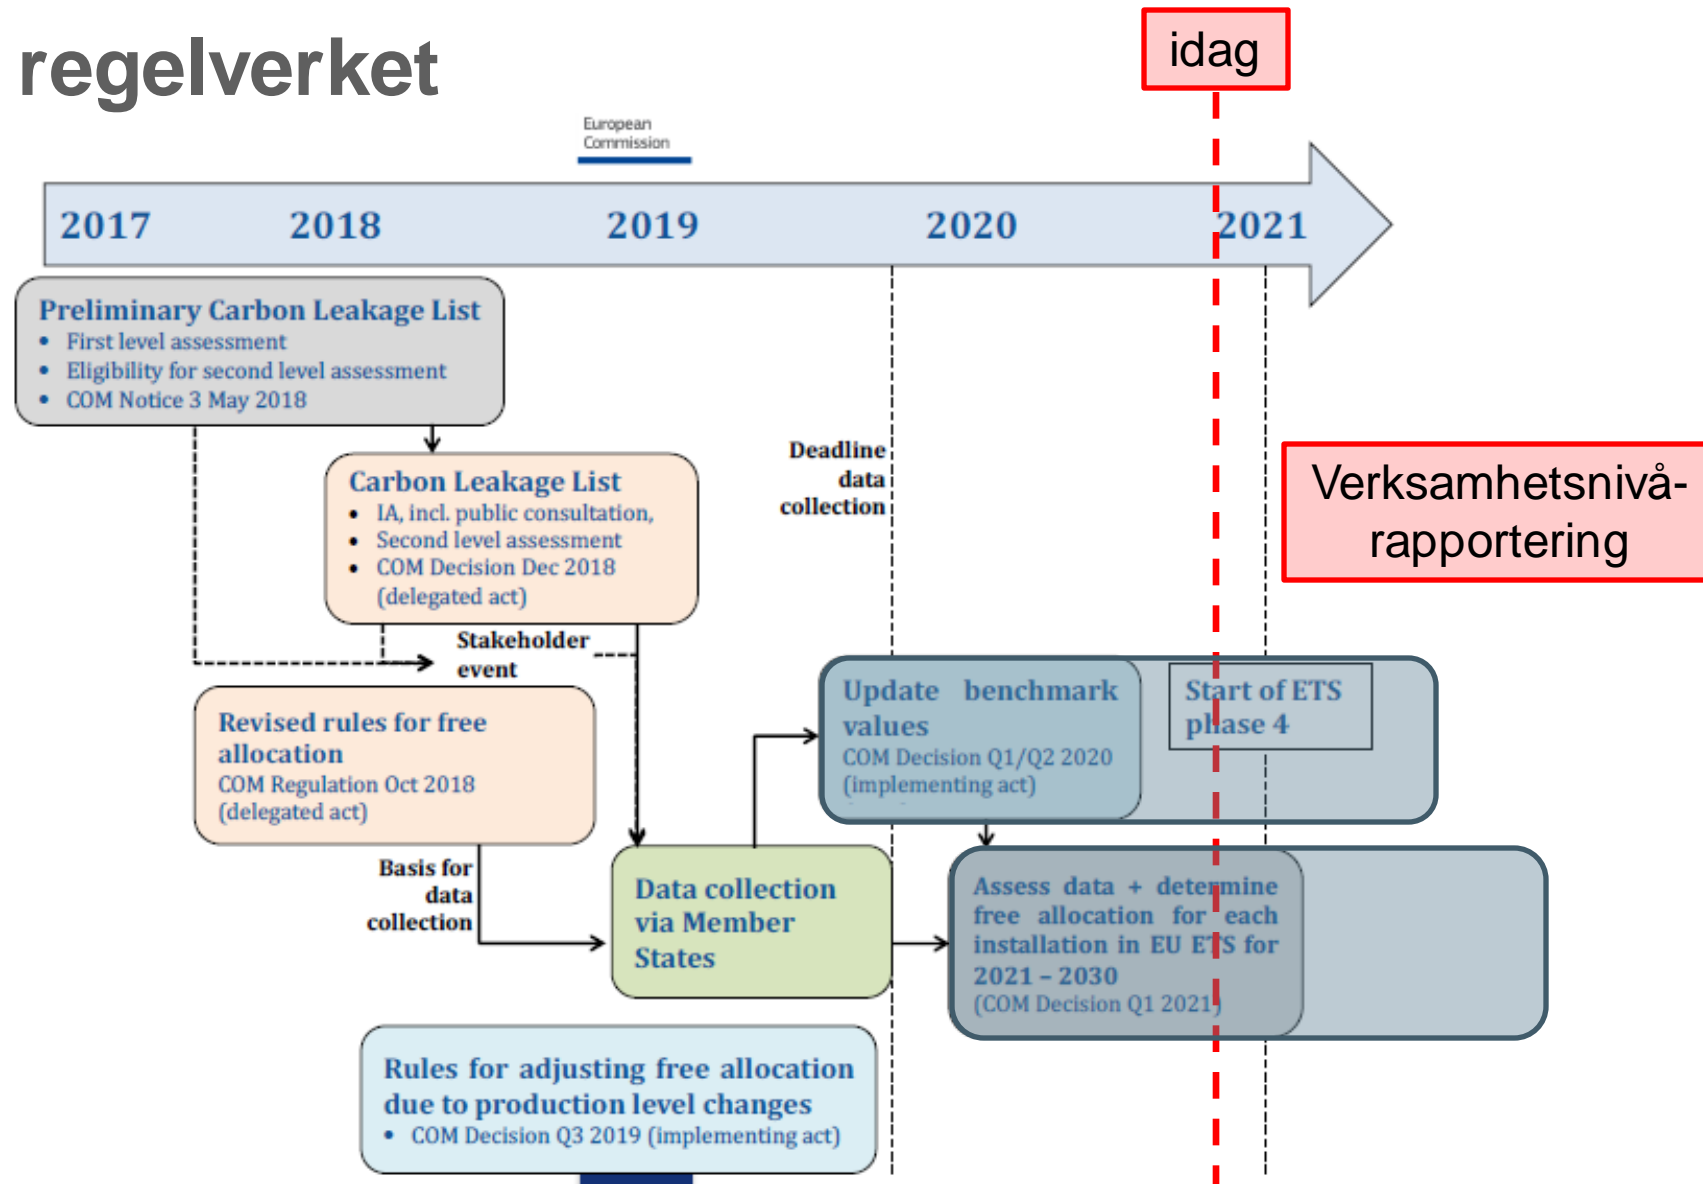 regelverket
idag
European
Commission
2017 2018 2019 2020 2021
Preliminary Carbon Leakage List
• First level assessment
• Eligibility for second level assessment
• COM Notice 3 May 2018
Carbon Leakage List
• IA, incl. public consultation,
• Second level assessment
• COM Decision Dec 2018
(delegated act)
Deadline
data
collection
Verksamhetsnivå-
rapportering
Stakeholder
event
Revised rules for free
allocation
COM Regulation Oct 2018
(delegated act)
Update benchmark
values
COM Decision Q1/Q2 2020
(implementing act)
Start of ETS
phase 4
Basis for
data
collection
Data collection
via Member
States
Assess data + determine
free allocation for each
installation in EU ETS for
2021 – 2030
(COM Decision Q1 2021)
Rules for adjusting free allocation
due to production level changes
• COM Decision Q3 2019 (implementing act)